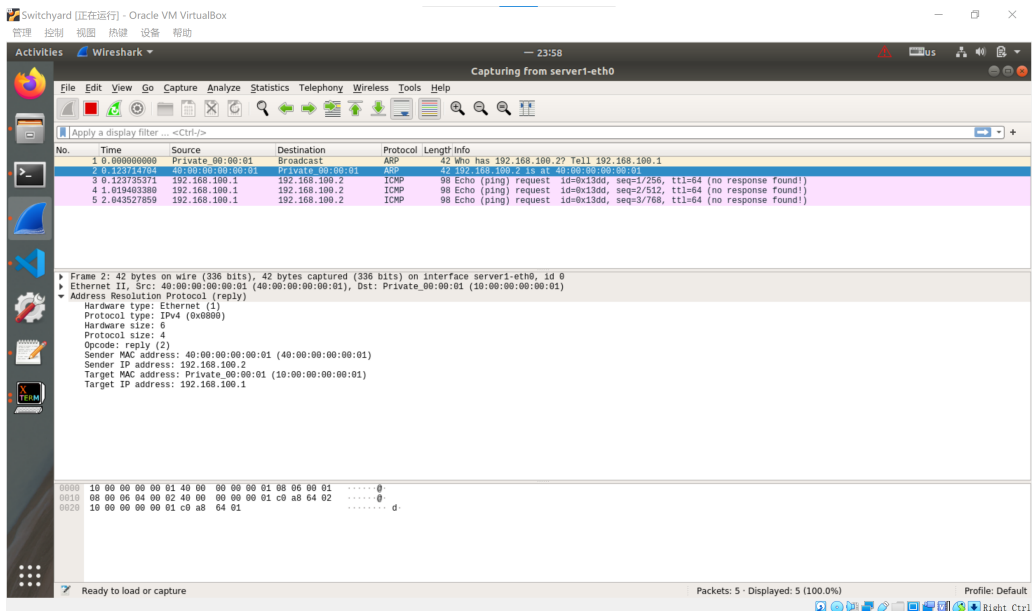 Switchyard [正在运行] - Oracle VM VirtualBox
管理 控制 视图 热键 设备 帮助
Activities Wireshark 23:58 us
Capturing from server1-eth0
File Edit View Go Capture Analyze Statistics Telephony Wireless Tools Help
Apply a display filter ... <Ctrl-/>
No. Time Source Destination Protocol Length Info
1 0.000000000 Private_00:00:01 Broadcast ARP 42 Who has 192.168.100.2? Tell 192.168.100.1
2 0.123714704 40:00:00:00:00:01 Private_00:00:01 ARP 42 192.168.100.2 is at 40:00:00:00:00:01
3 0.123735371 192.168.100.1 192.168.100.2 ICMP 98 Echo (ping) request id=0x13dd, seq=1/256, ttl=64 (no response found!)
4 1.019403380 192.168.100.1 192.168.100.2 ICMP 98 Echo (ping) request id=0x13dd, seq=2/512, ttl=64 (no response found!)
5 2.043527859 192.168.100.1 192.168.100.2 ICMP 98 Echo (ping) request id=0x13dd, seq=3/768, ttl=64 (no response found!)
Frame 2: 42 bytes on wire (336 bits), 42 bytes captured (336 bits) on interface server1-eth0, id 0
Ethernet II, Src: 40:00:00:00:00:01 (40:00:00:00:00:01), Dst: Private_00:00:01 (10:00:00:00:00:01)
Address Resolution Protocol (reply)
Hardware type: Ethernet (1)
Protocol type: IPv4 (0x0800)
Hardware size: 6
Protocol size: 4
Opcode: reply (2)
Sender MAC address: 40:00:00:00:00:01 (40:00:00:00:00:01)
Sender IP address: 192.168.100.2
Target MAC address: Private_00:00:01 (10:00:00:00:00:01)
Target IP address: 192.168.100.1
X TERM
0000 10 00 00 00 00 01 40 00 00 00 00 01 08 06 00 01 ······@·
0010 08 00 06 04 00 02 40 00 00 00 00 01 c0 a8 64 02 ······@·
0020 10 00 00 00 00 01 c0 a8 64 01 ········ d·
Ready to load or capture Packets: 5 · Displayed: 5 (100.0%) Profile: Default
Right Ctrl